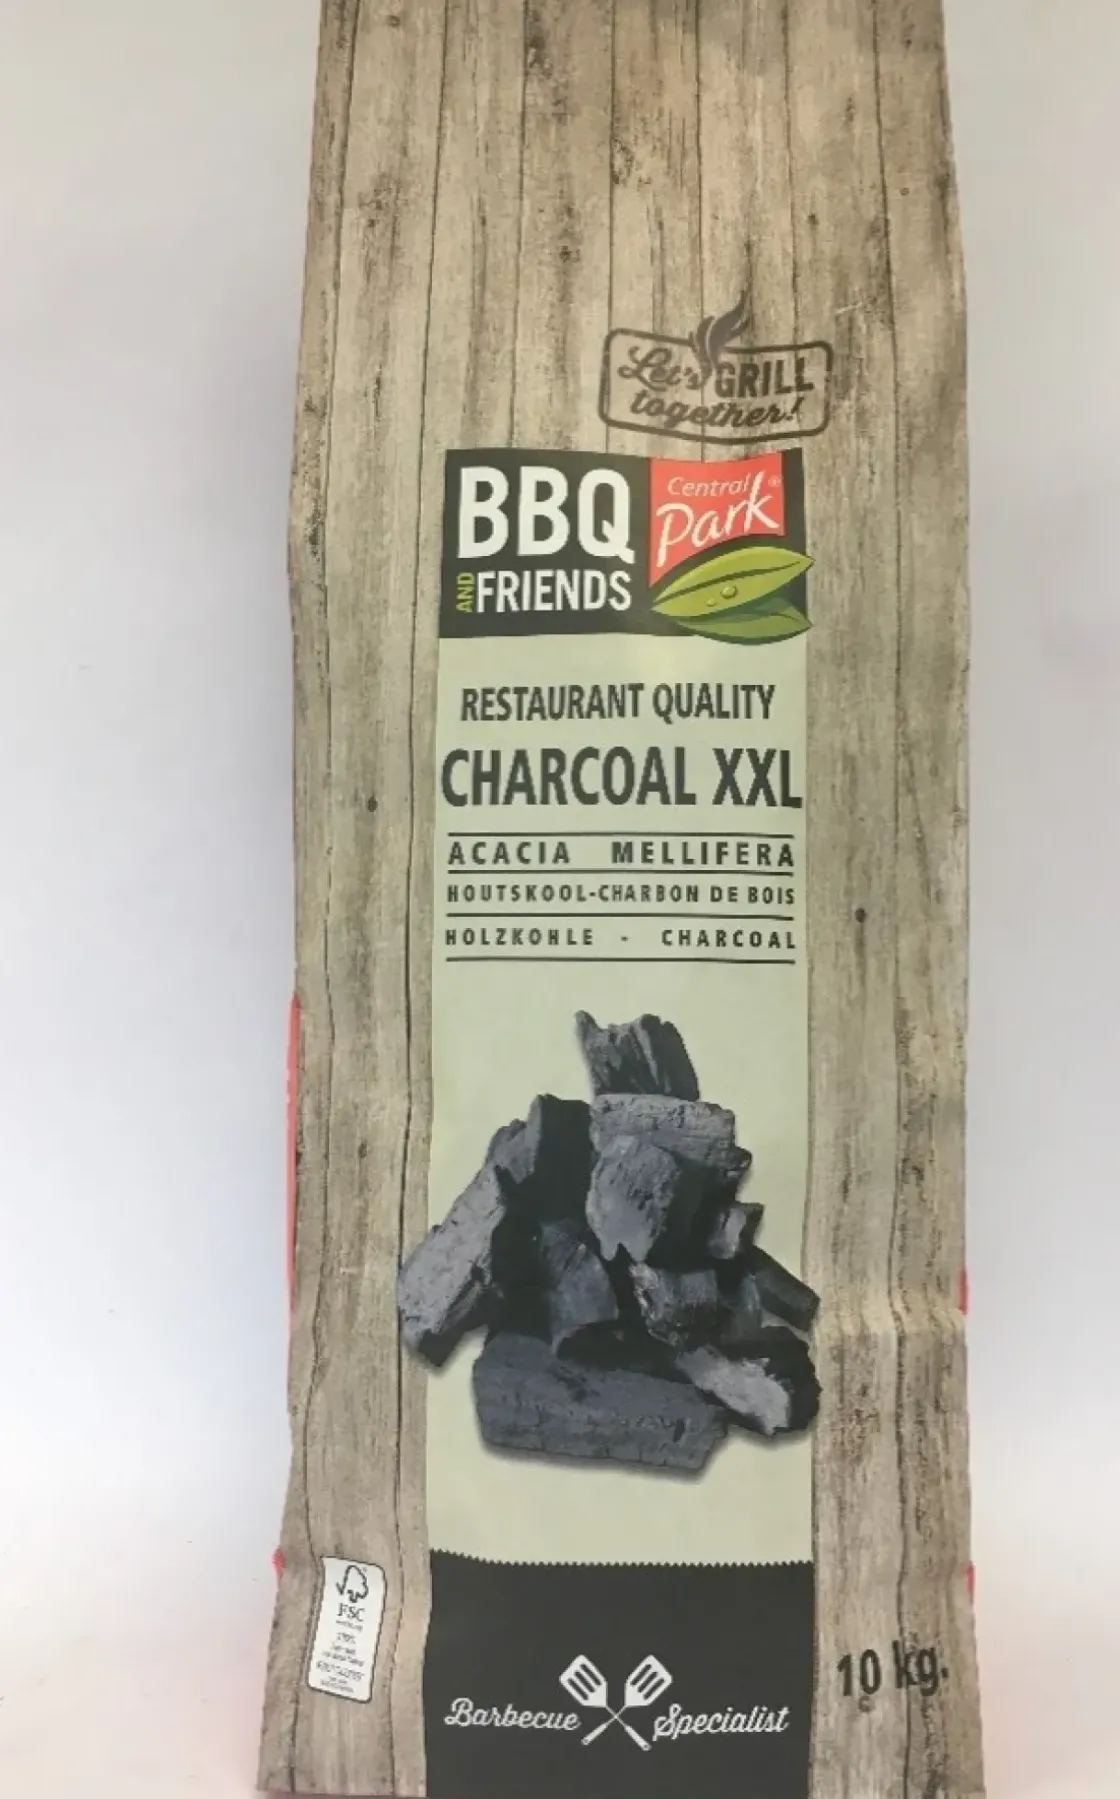 Let's GRILL
together!
BBQ
AND FRIENDS
Central
Park®
RESTAURANT QUALITY
CHARCOAL XXL
ACACIA MELLIFERA
HOUTSKOOL-CHARBON DE BOIS
HOLZKOHLE - CHARCOAL
FSC
10 kg.
e
Barbecue Specialist